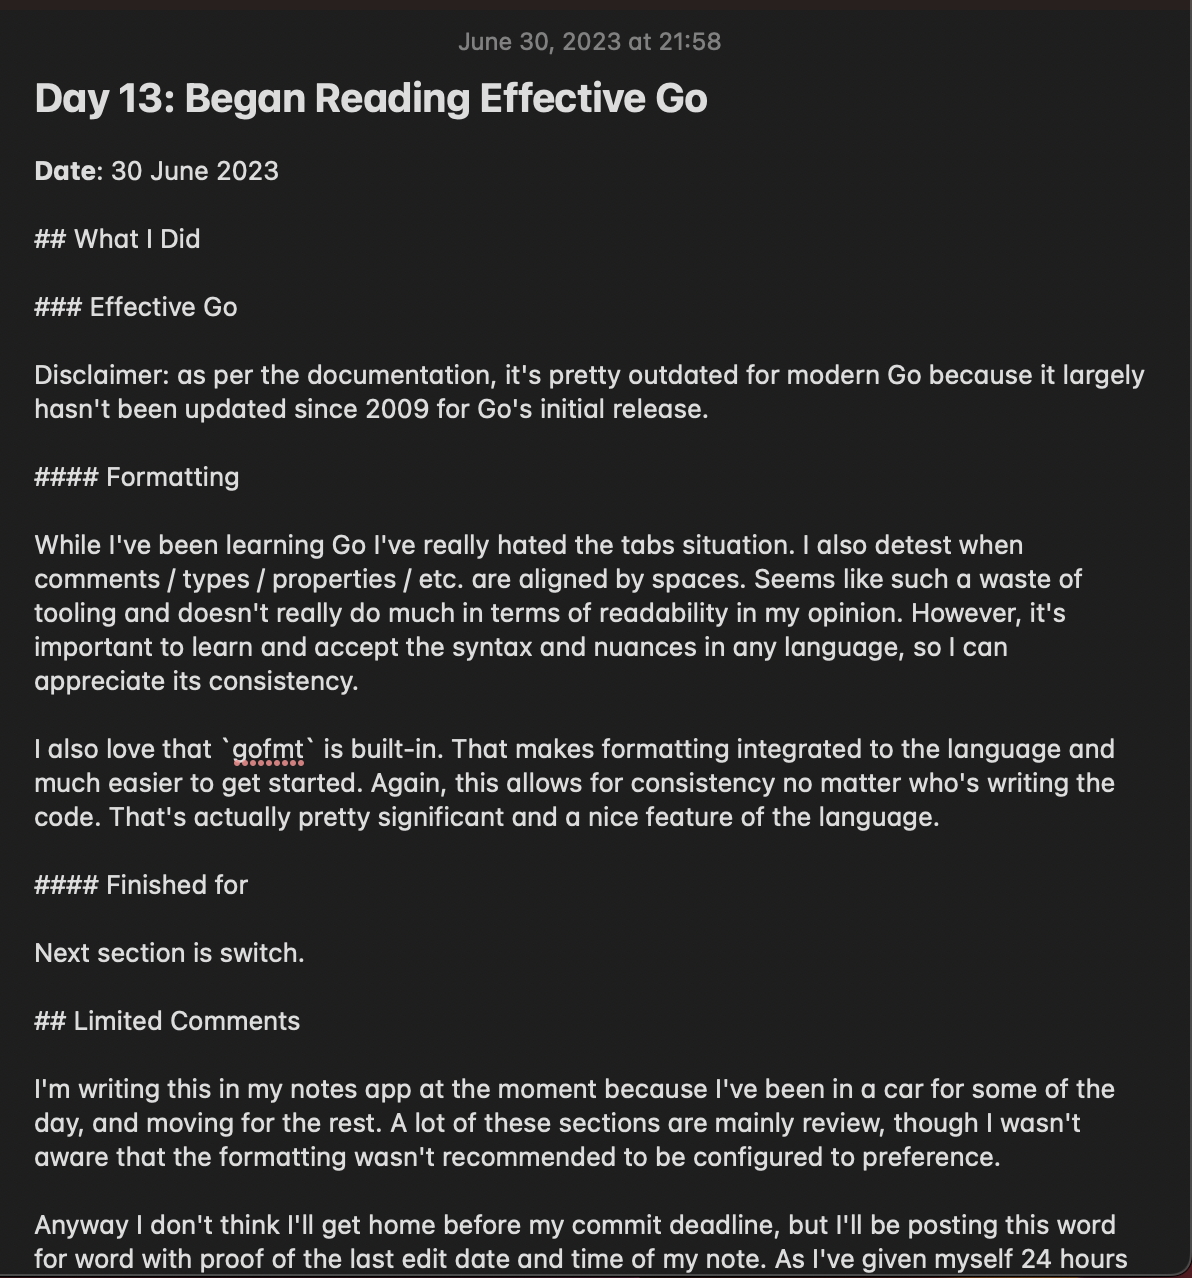 June 30, 2023 at 21:58
Day 13: Began Reading Effective Go
Date: 30 June 2023
## What I Did
### Effective Go
Disclaimer: as per the documentation, it's pretty outdated for modern Go because it largely
hasn't been updated since 2009 for Go's initial release.
#### Formatting
While I've been learning Go I've really hated the tabs situation. I also detest when
comments / types / properties / etc. are aligned by spaces. Seems like such a waste of
tooling and doesn't really do much in terms of readability in my opinion. However, it's
important to learn and accept the syntax and nuances in any language, so I can
appreciate its consistency.
I also love that `gofmt` is built-in. That makes formatting integrated to the language and
much easier to get started. Again, this allows for consistency no matter who's writing the
code. That's actually pretty significant and a nice feature of the language.
#### Finished for
Next section is switch.
## Limited Comments
I'm writing this in my notes app at the moment because I've been in a car for some of the
day, and moving for the rest. A lot of these sections are mainly review, though I wasn't
aware that the formatting wasn't recommended to be configured to preference.
Anyway I don't think I'll get home before my commit deadline, but I'll be posting this word
for word with proof of the last edit date and time of my note. As I've given myself 24 hours